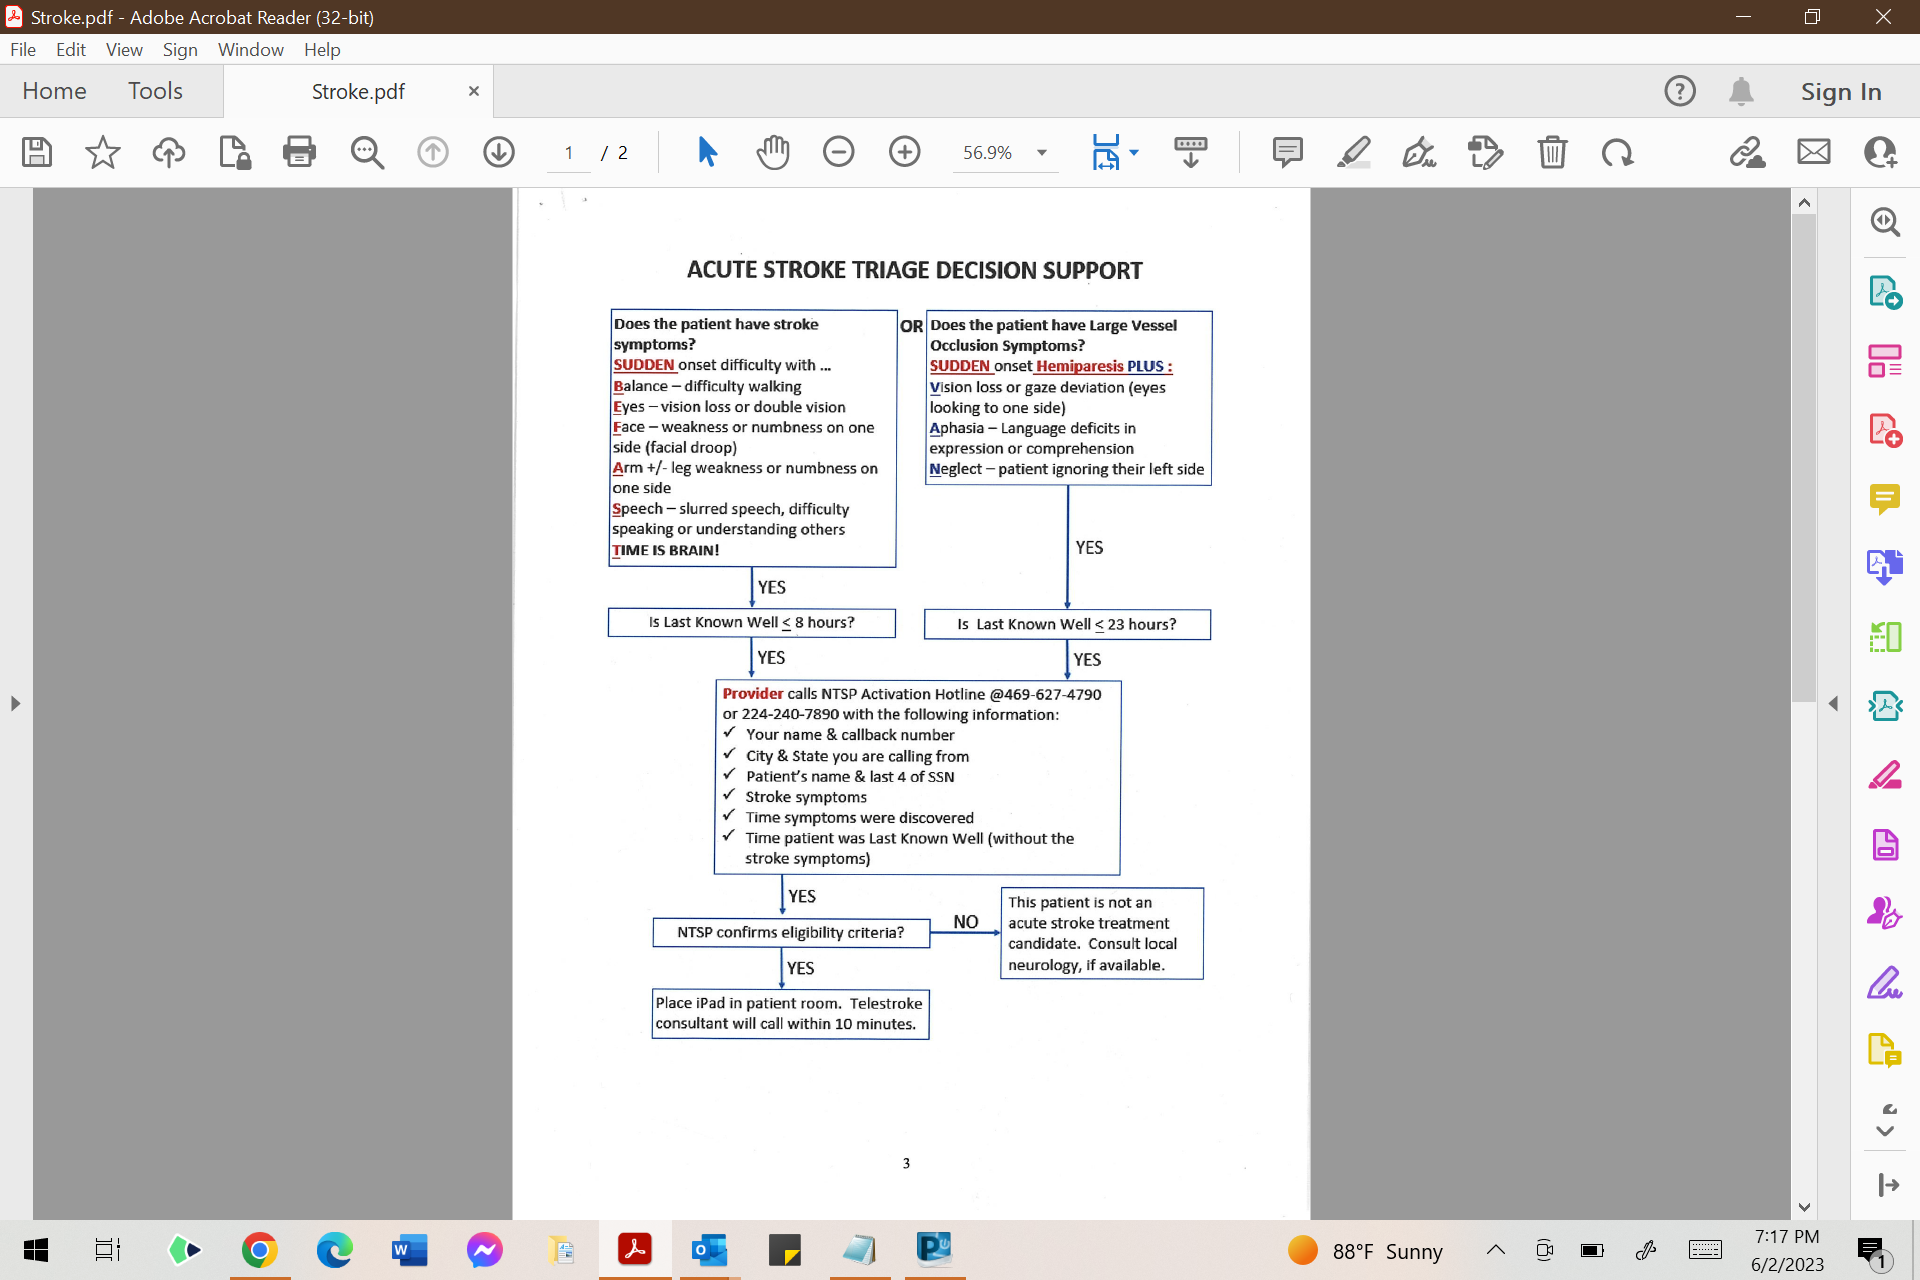 Stroke.pdf - Adobe Acrobat Reader (32-bit)
File Edit View Sign Window Help
Home Tools Stroke.pdf × Sign In
1 / 2 56.9%
ACUTE STROKE TRIAGE DECISION SUPPORT
Does the patient have stroke
symptoms?
SUDDEN onset difficulty with ...
Balance – difficulty walking
Eyes – vision loss or double vision
Face – weakness or numbness on one
side (facial droop)
Arm +/- leg weakness or numbness on
one side
Speech – slurred speech, difficulty
speaking or understanding others
TIME IS BRAIN!
OR
Does the patient have Large Vessel
Occlusion Symptoms?
SUDDEN onset Hemiparesis PLUS :
Vision loss or gaze deviation (eyes
looking to one side)
Aphasia – Language deficits in
expression or comprehension
Neglect – patient ignoring their left side
YES
YES
Is Last Known Well ≤ 8 hours?
Is Last Known Well ≤ 23 hours?
YES
YES
Provider calls NTSP Activation Hotline @469-627-4790
or 224-240-7890 with the following information:
✓ Your name & callback number
✓ City & State you are calling from
✓ Patient's name & last 4 of SSN
✓ Stroke symptoms
✓ Time symptoms were discovered
✓ Time patient was Last Known Well (without the
stroke symptoms)
YES
NTSP confirms eligibility criteria?
NO
This patient is not an
acute stroke treatment
candidate. Consult local
neurology, if available.
YES
Place iPad in patient room. Telestroke
consultant will call within 10 minutes.
3
88°F Sunny
7:17 PM
6/2/2023
1